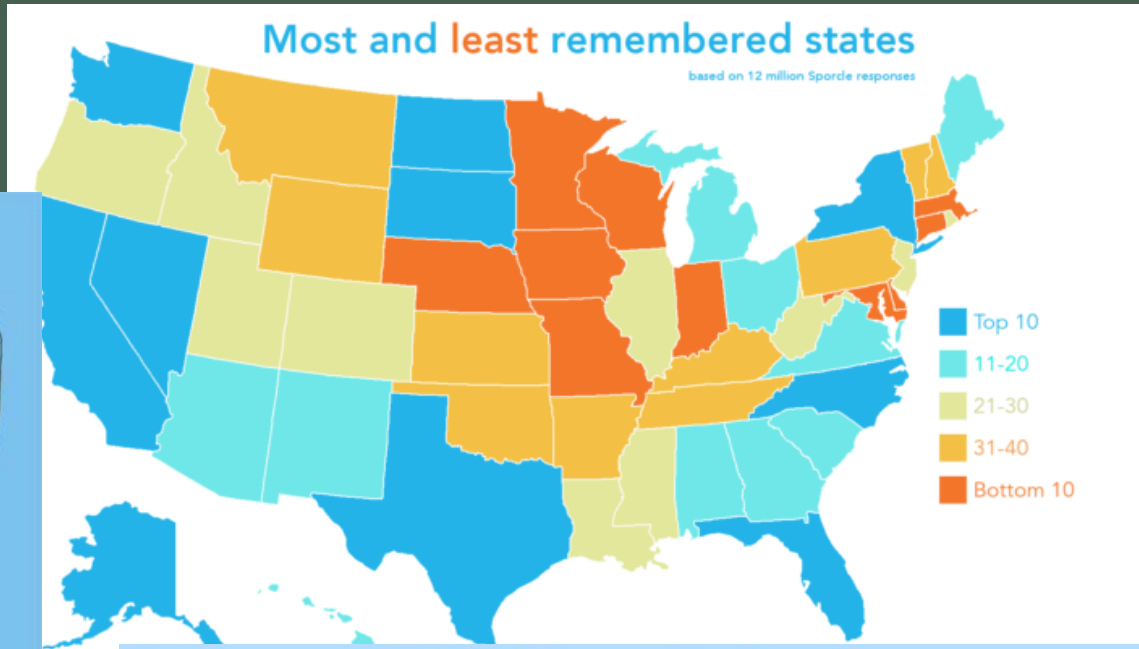 Most and least remembered states
based on 12 million Sporcle responses
Top 10
11-20
21-30
31-40
Bottom 10